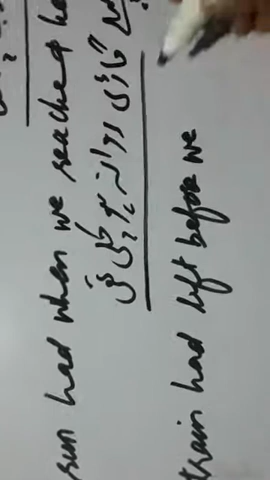 sun had when we reached
گاڑی روانہ ہو چکی تھی
train had left before we